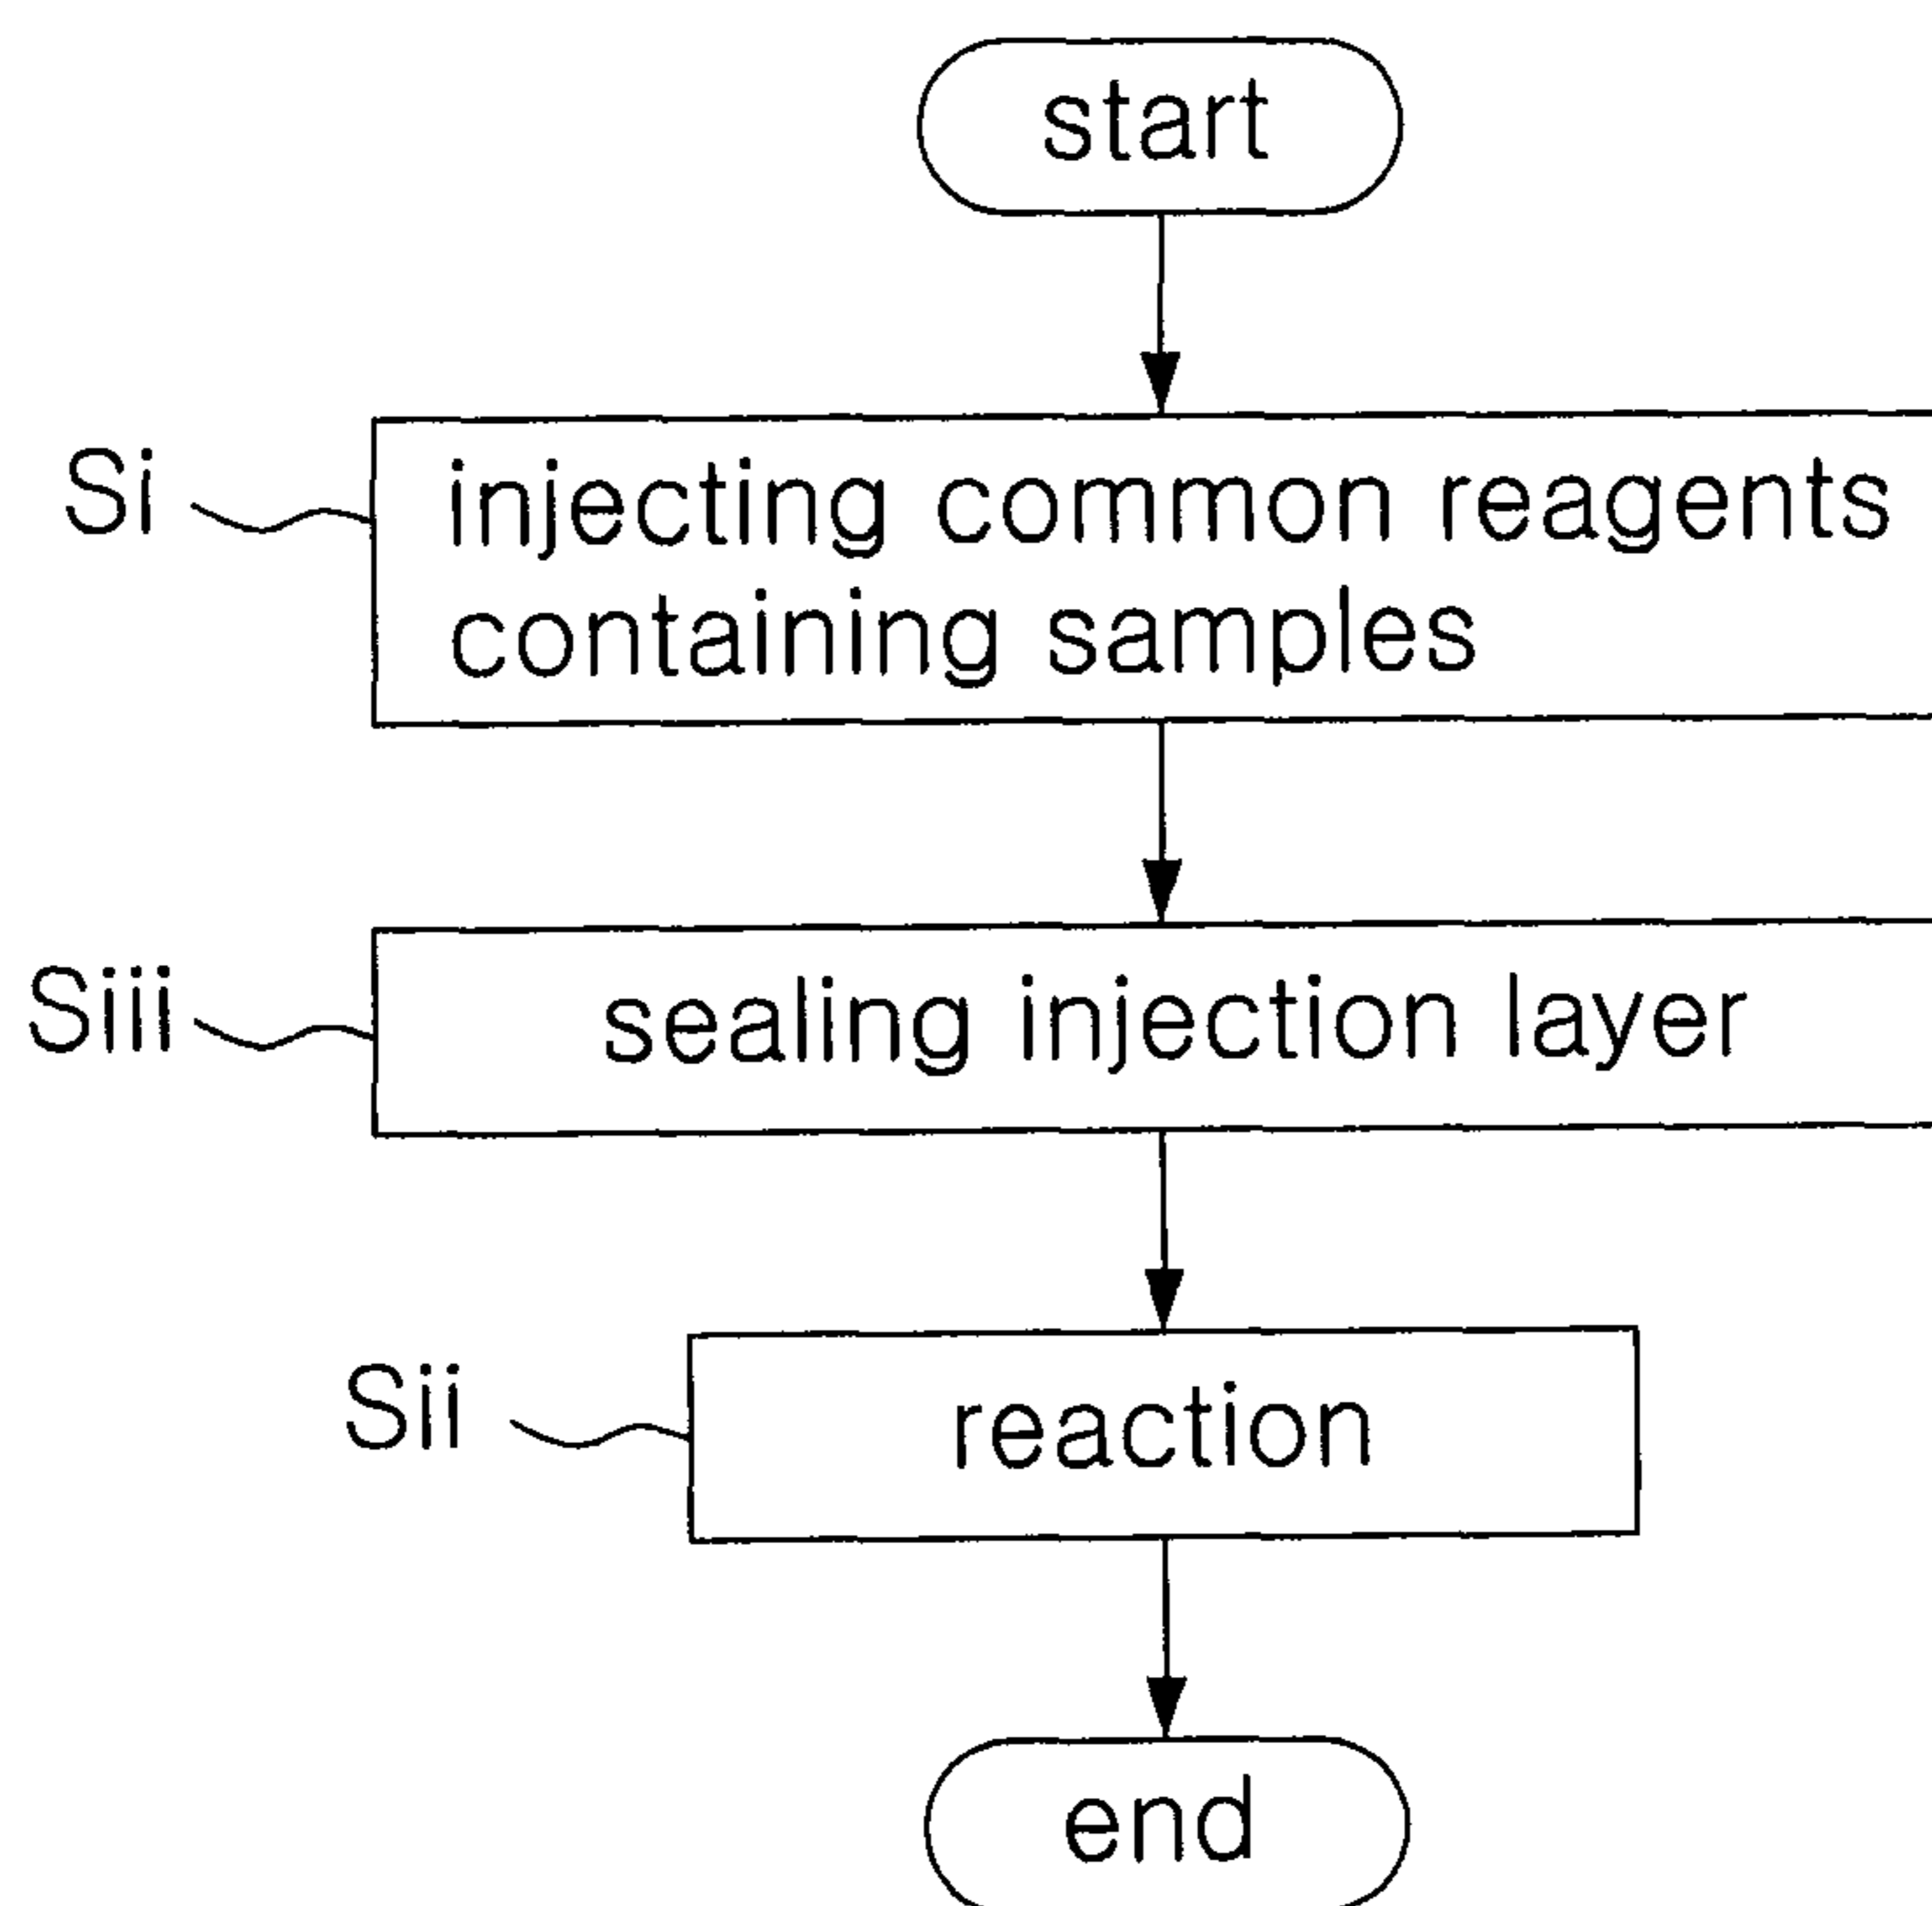 start
Si
injecting common reagents
containing samples
Siii
sealing injection layer
Sii
reaction
end